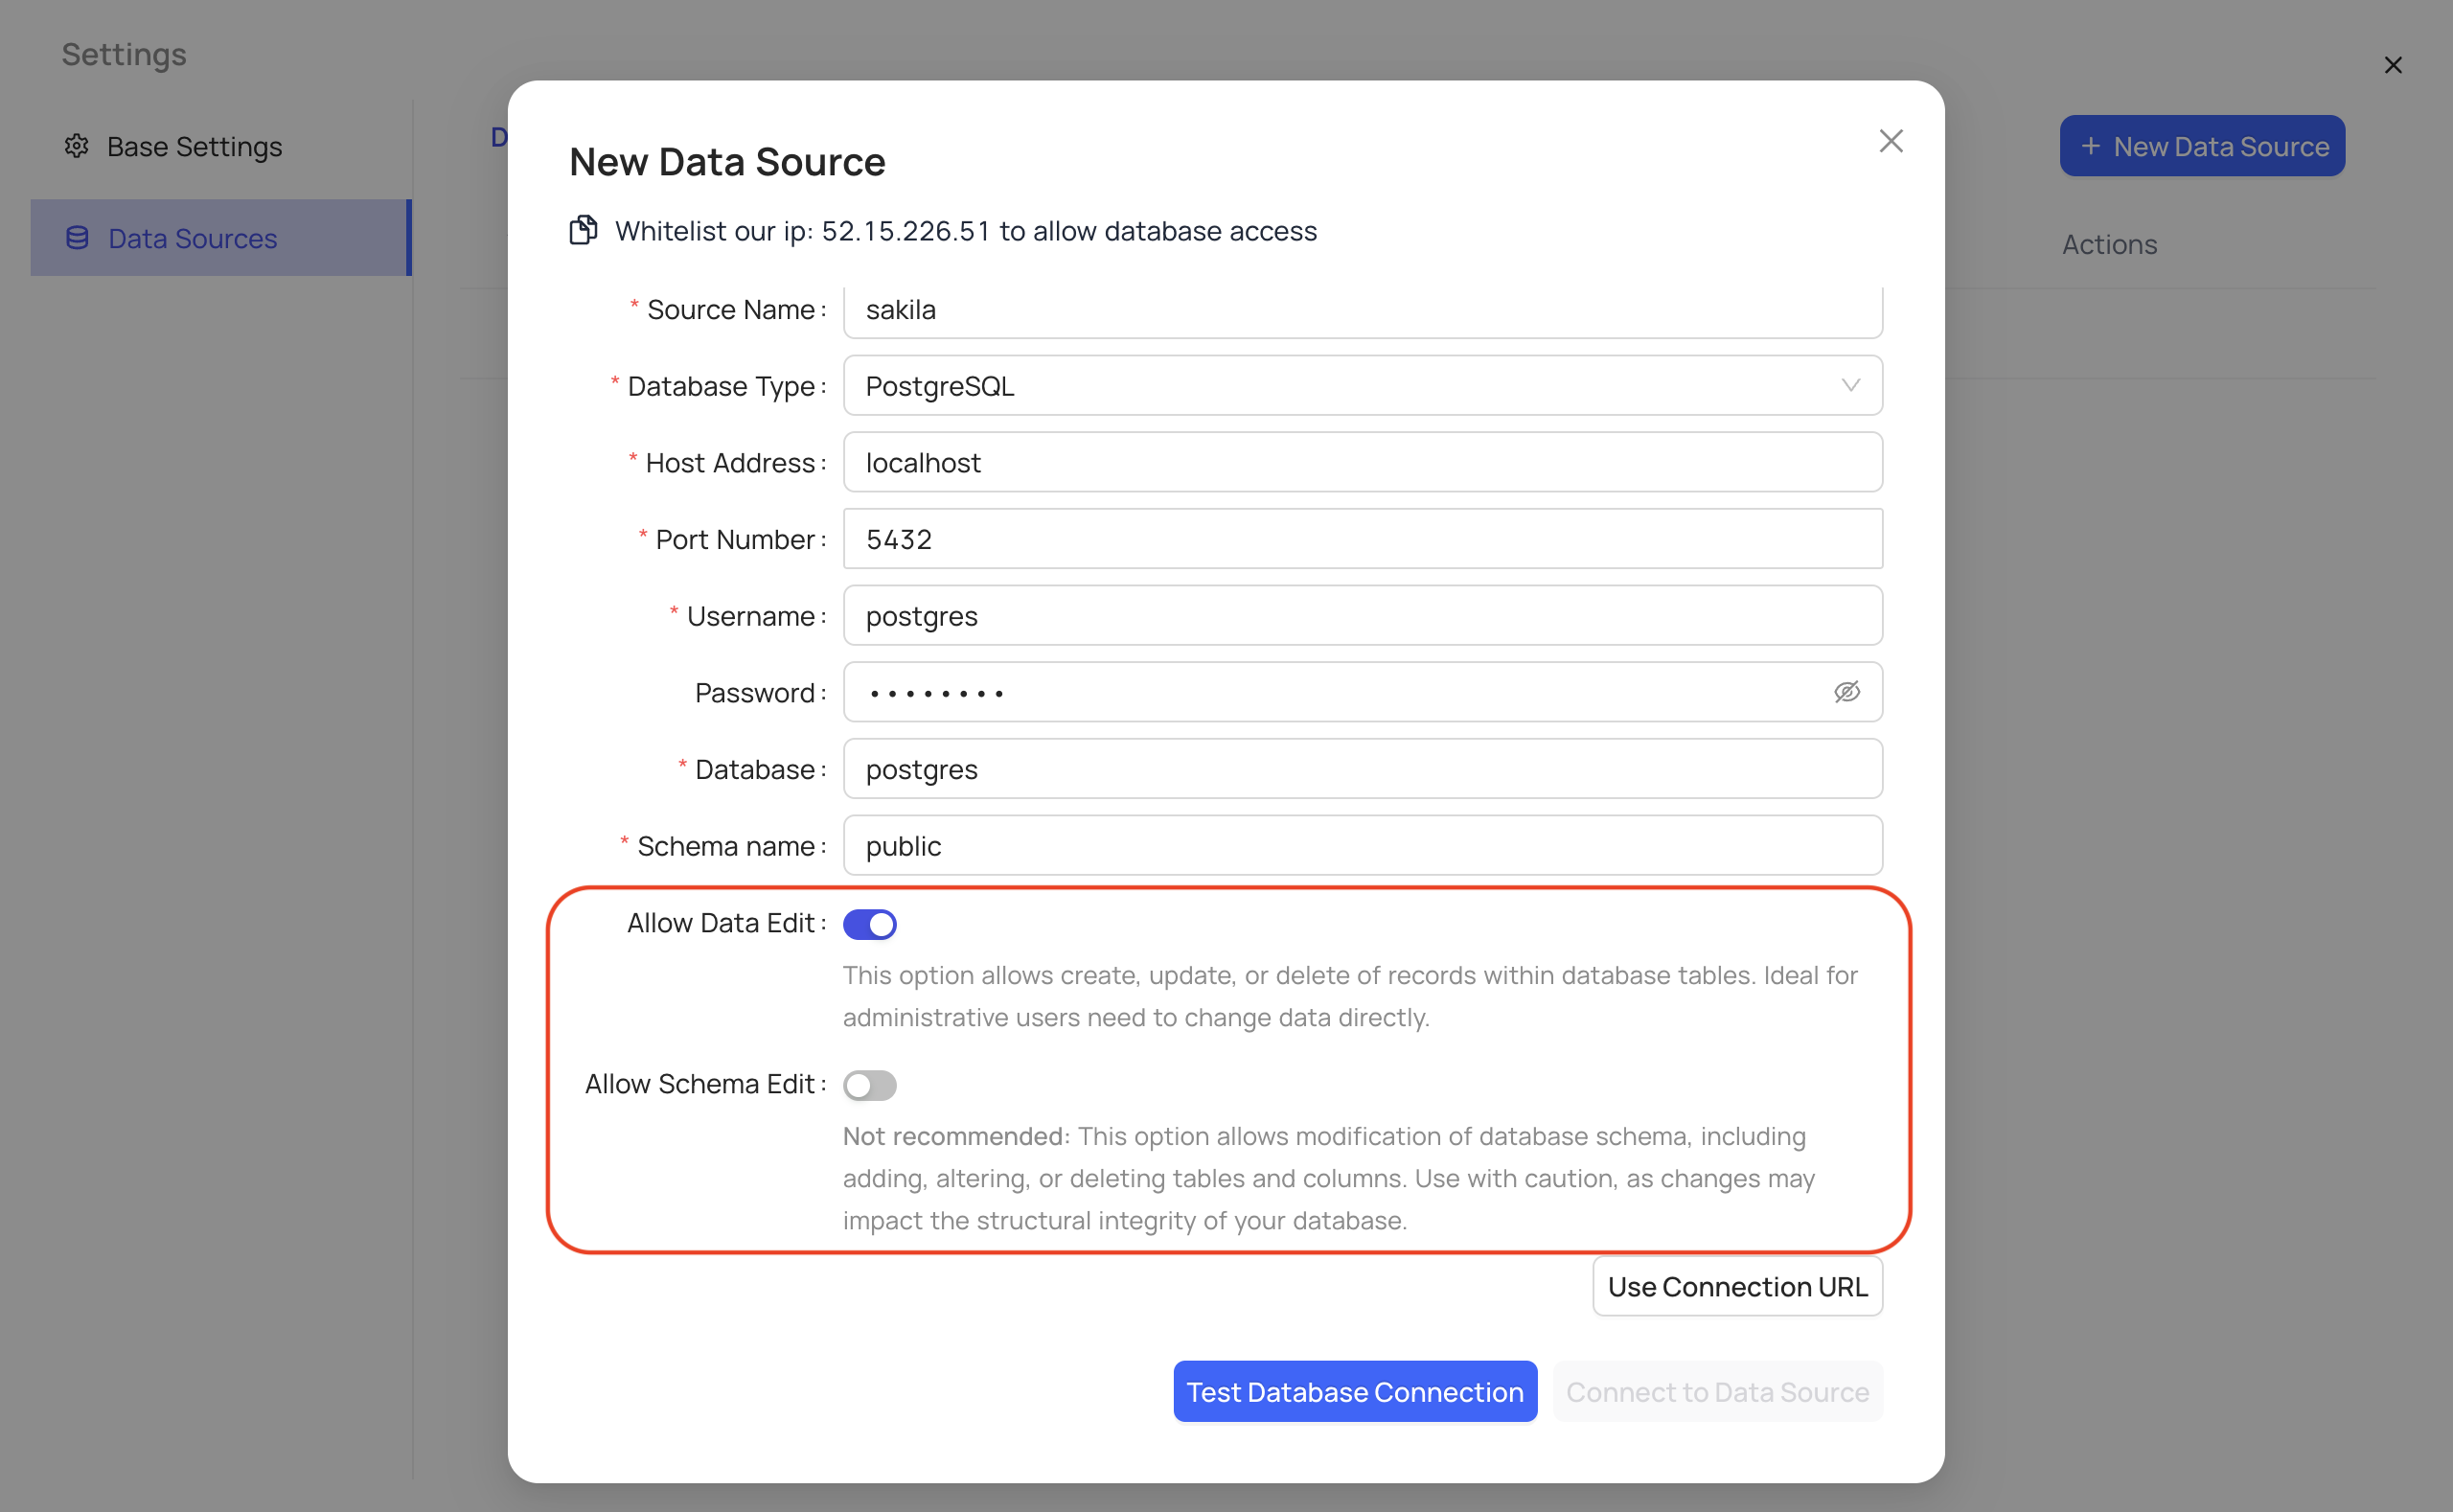 Settings
Base Settings
Data Sources
D
+ New Data Source
Actions
New Data Source
Whitelist our ip: 52.15.226.51 to allow database access
* Source Name: sakila
* Database Type: PostgreSQL
* Host Address: localhost
* Port Number: 5432
* Username: postgres
Password: ••••••••
* Database: postgres
* Schema name: public
Allow Data Edit:
This option allows create, update, or delete of records within database tables. Ideal for
administrative users need to change data directly.
Allow Schema Edit:
Not recommended: This option allows modification of database schema, including
adding, altering, or deleting tables and columns. Use with caution, as changes may
impact the structural integrity of your database.
Use Connection URL
Test Database Connection
Connect to Data Source